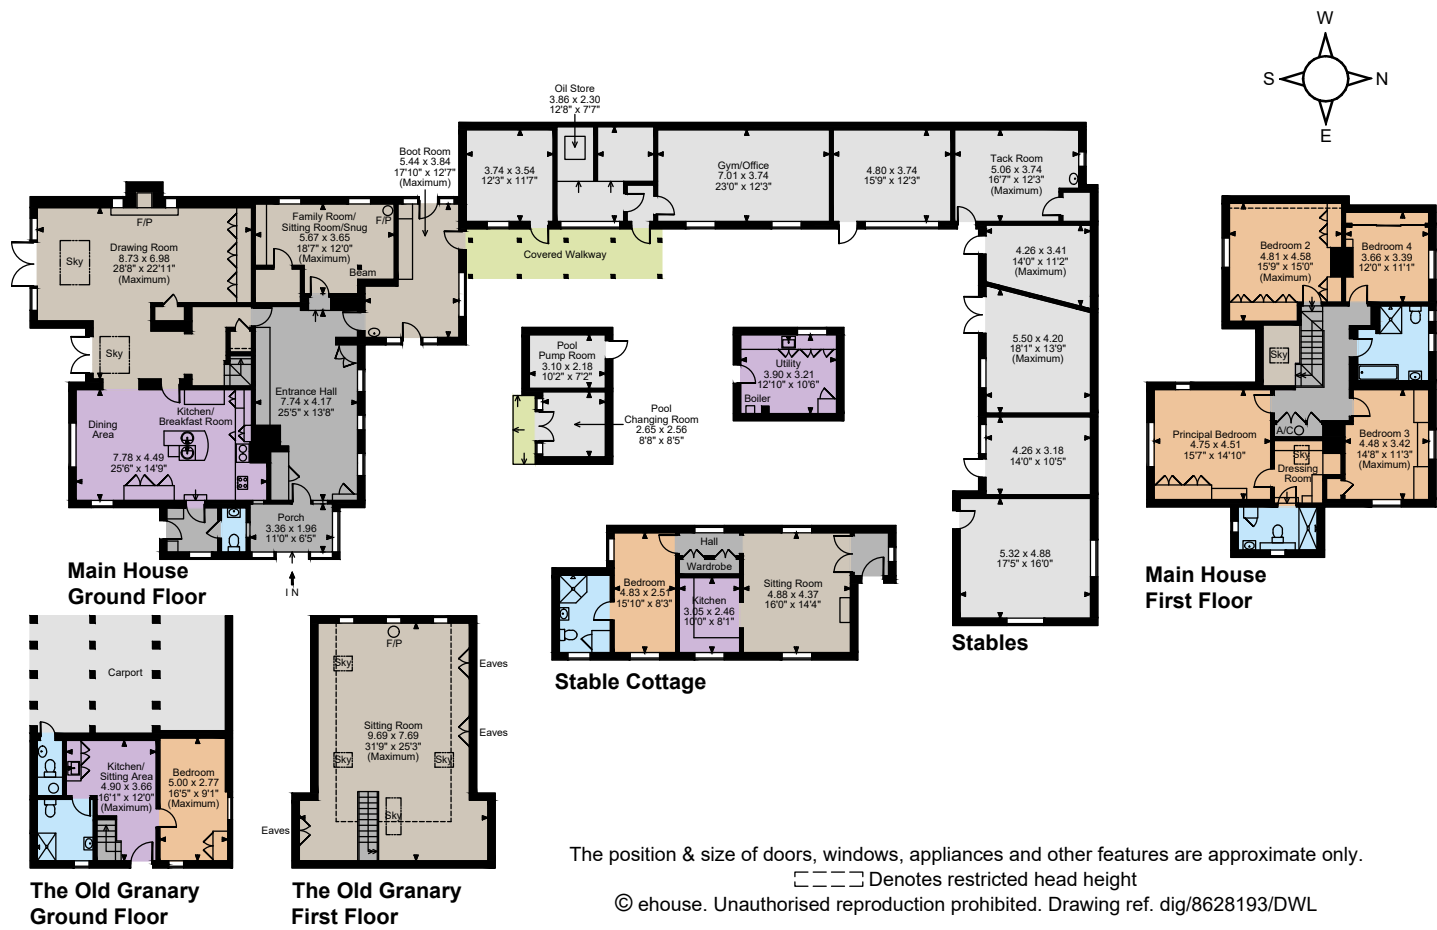 W
S
N
E
Oil Store
3.86 x 2.30
12'8" x 7'7"
Boot Room
5.44 x 3.84
17'10" x 12'7"
(Maximum)
3.74 x 3.54
12'3" x 11'7"
Gym/Office
7.01 x 3.74
23'0" x 12'3"
4.80 x 3.74
15'9" x 12'3"
Tack Room
5.06 x 3.74
16'7" x 12'3"
(Maximum)
F/P
Drawing Room
8.73 x 6.98
28'8" x 22'11"
(Maximum)
Sky
Family Room/
Sitting Room/Snug
5.67 x 3.65
18'7" x 12'0"
(Maximum)
F/P
Beam
Covered Walkway
4.26 x 3.41
14'0" x 11'2"
(Maximum)
5.50 x 4.20
18'1" x 13'9"
(Maximum)
4.26 x 3.18
14'0" x 10'5"
5.32 x 4.88
17'5" x 16'0"
Stables
Sky
Entrance Hall
7.74 x 4.17
25'5" x 13'8"
Kitchen/
Breakfast Room
Dining
Area
7.78 x 4.49
25'6" x 14'9"
Porch
3.36 x 1.96
11'0" x 6'5"
IN
Main House
Ground Floor
Pool
Pump Room
3.10 x 2.18
10'2" x 7'2"
Pool
Changing Room
2.65 x 2.56
8'8" x 8'5"
Utility
3.90 x 3.21
12'10" x 10'6"
Boiler
Bedroom 2
4.81 x 4.58
15'9" x 15'0"
(Maximum)
Bedroom 4
3.66 x 3.39
12'0" x 11'1"
Sky
Principal Bedroom
4.75 x 4.51
15'7" x 14'10"
A/C
Sky
Dressing
Room
Bedroom 3
4.48 x 3.42
14'8" x 11'3"
(Maximum)
Main House
First Floor
Hall
Wardrobe
Bedroom
4.83 x 2.51
15'10" x 8'3"
Kitchen
3.05 x 2.46
10'0" x 8'1"
Sitting Room
4.88 x 4.37
16'0" x 14'4"
Stable Cottage
Carport
Kitchen/
Sitting Area
4.90 x 3.66
16'1" x 12'0"
(Maximum)
Bedroom
5.00 x 2.77
16'5" x 9'1"
(Maximum)
The Old Granary
Ground Floor
F/P
Sky
Eaves
Eaves
Sitting Room
9.69 x 7.69
31'9" x 25'3"
(Maximum)
Sky
Sky
Sky
Eaves
The Old Granary
First Floor
The position & size of doors, windows, appliances and other features are approximate only.
Denotes restricted head height
© ehouse. Unauthorised reproduction prohibited. Drawing ref. dig/8628193/DWL